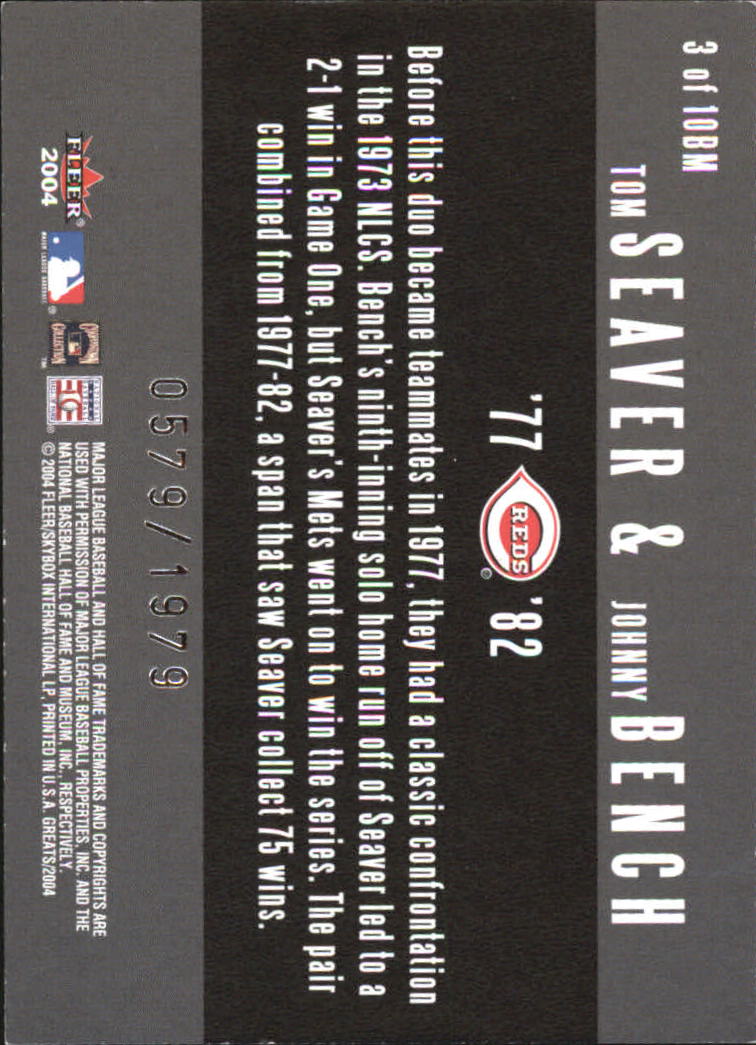 3 of 10BM
TOM SEAVER & JOHNNY BENCH
'77 REDS '82
Before this duo became teammates in 1977, they had a classic confrontation
in the 1973 NLCS. Bench's ninth-inning solo home run off of Seaver led to a
2-1 win in Game One, but Seaver's Mets went on to win the series. The pair
combined from 1977-82, a span that saw Seaver collect 75 wins.
0579/1979
FLEER®
2004
MAJOR LEAGUE BASEBALL AND HALL OF FAME TRADEMARKS AND COPYRIGHTS ARE
USED WITH PERMISSION OF MAJOR LEAGUE BASEBALL PROPERTIES, INC. AND THE
NATIONAL BASEBALL HALL OF FAME AND MUSEUM, INC., RESPECTIVELY.
© 2004 FLEER/SKYBOX INTERNATIONAL LP, PRINTED IN U.S.A. GREATS/2004
MAJOR LEAGUE BASEBALL
COOPERSTOWN
COLLECTION